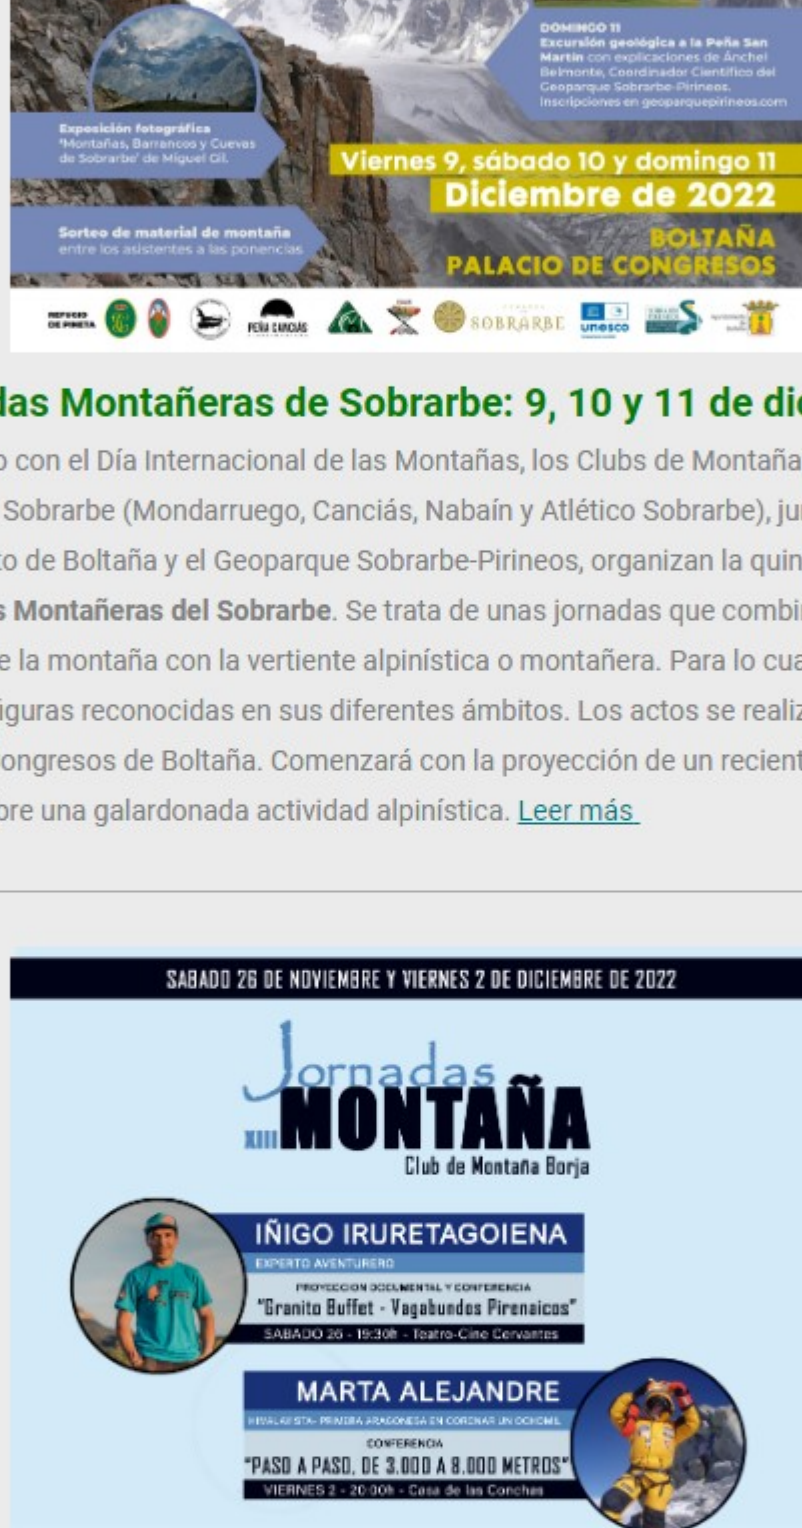 DOMINGO 11
Excursión geológica a la Peña San
Martín con explicaciones de Ánchel
Belmonte, Coordinador Científico del
Geoparque Sobrarbe-Pirineos.
Inscripciones en geoparquepirineos.com
Exposición fotográfica
'Montañas, Barrancos y Cuevas
de Sobrarbe' de Miguel Gil.
Viernes 9, sábado 10 y domingo 11
Diciembre de 2022
Sorteo de material de montaña
entre los asistentes a las ponencias
BOLTAÑA
PALACIO DE CONGRESOS
REFUGIO
DE PINETA
PEÑA CANCIÁS
SOBRARBE
unesco
das Montañeras de Sobrarbe: 9, 10 y 11 de di
o con el Día Internacional de las Montañas, los Clubs de Montaña
Sobrarbe (Mondarruego, Canciás, Nabaín y Atlético Sobrarbe), ju
to de Boltaña y el Geoparque Sobrarbe-Pirineos, organizan la quin
s Montañeras del Sobrarbe. Se trata de unas jornadas que combi
e la montaña con la vertiente alpinística o montañera. Para lo cua
iguras reconocidas en sus diferentes ámbitos. Los actos se realiz
ongresos de Boltaña. Comenzará con la proyección de un recient
bre una galardonada actividad alpinística. Leer más
SABADO 26 DE NOVIEMBRE Y VIERNES 2 DE DICIEMBRE DE 2022
Jornadas
XIII MONTAÑA
Club de Montaña Borja
IÑIGO IRURETAGOIENA
EXPERTO AVENTURERO
PROYECCION DOCUMENTAL Y CONFERENCIA
"Granito Buffet - Vagabundos Pirenaicos"
SABADO 26 - 19:30h - Teatro-Cine Cervantes
MARTA ALEJANDRE
HIMALAYISTA- PRIMERA ARAGONESA EN CORONAR UN OCHOMIL
CONFERENCIA
"PASO A PASO, DE 3.000 A 8.000 METROS"
VIERNES 2 - 20:00h - Casa de las Conchas